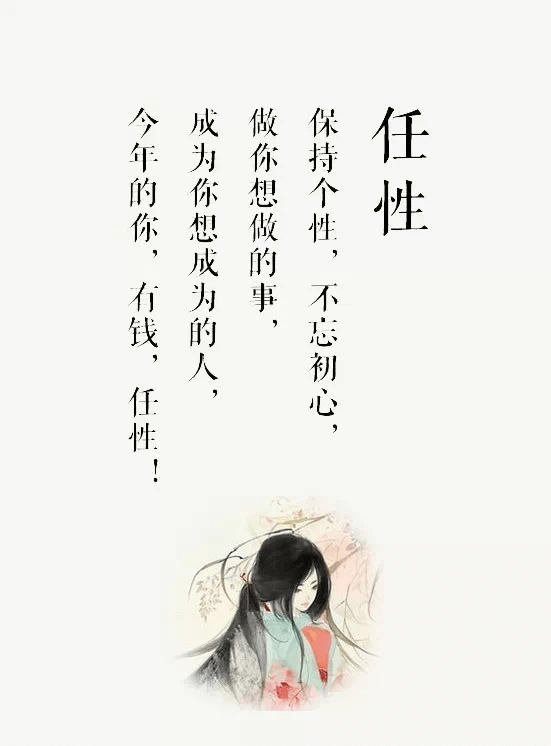 任性
保持个性，不忘初心，
做你想做的事，
成为你想成为的人，
今年的你，有钱，任性！